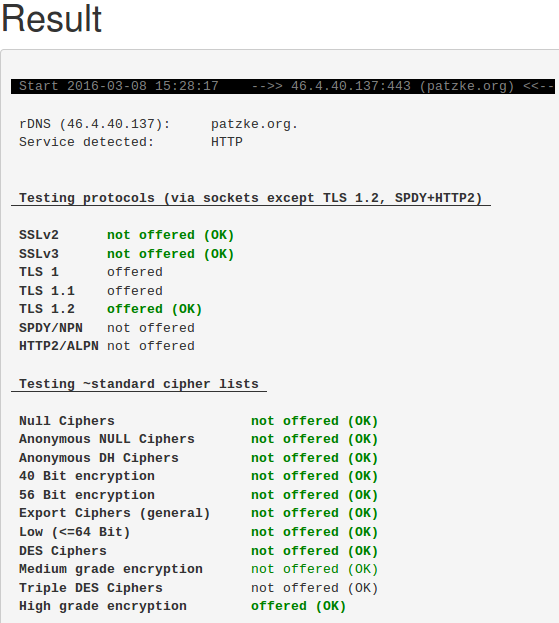 Result
Start 2016-03-08 15:28:17 -->> 46.4.40.137:443 (patzke.org) <<--
rDNS (46.4.40.137): patzke.org.
Service detected: HTTP
Testing protocols (via sockets except TLS 1.2, SPDY+HTTP2)
SSLv2 not offered (OK)
SSLv3 not offered (OK)
TLS 1 offered
TLS 1.1 offered
TLS 1.2 offered (OK)
SPDY/NPN not offered
HTTP2/ALPN not offered
Testing ~standard cipher lists
Null Ciphers not offered (OK)
Anonymous NULL Ciphers not offered (OK)
Anonymous DH Ciphers not offered (OK)
40 Bit encryption not offered (OK)
56 Bit encryption not offered (OK)
Export Ciphers (general) not offered (OK)
Low (<=64 Bit) not offered (OK)
DES Ciphers not offered (OK)
Medium grade encryption not offered (OK)
Triple DES Ciphers not offered (OK)
High grade encryption offered (OK)